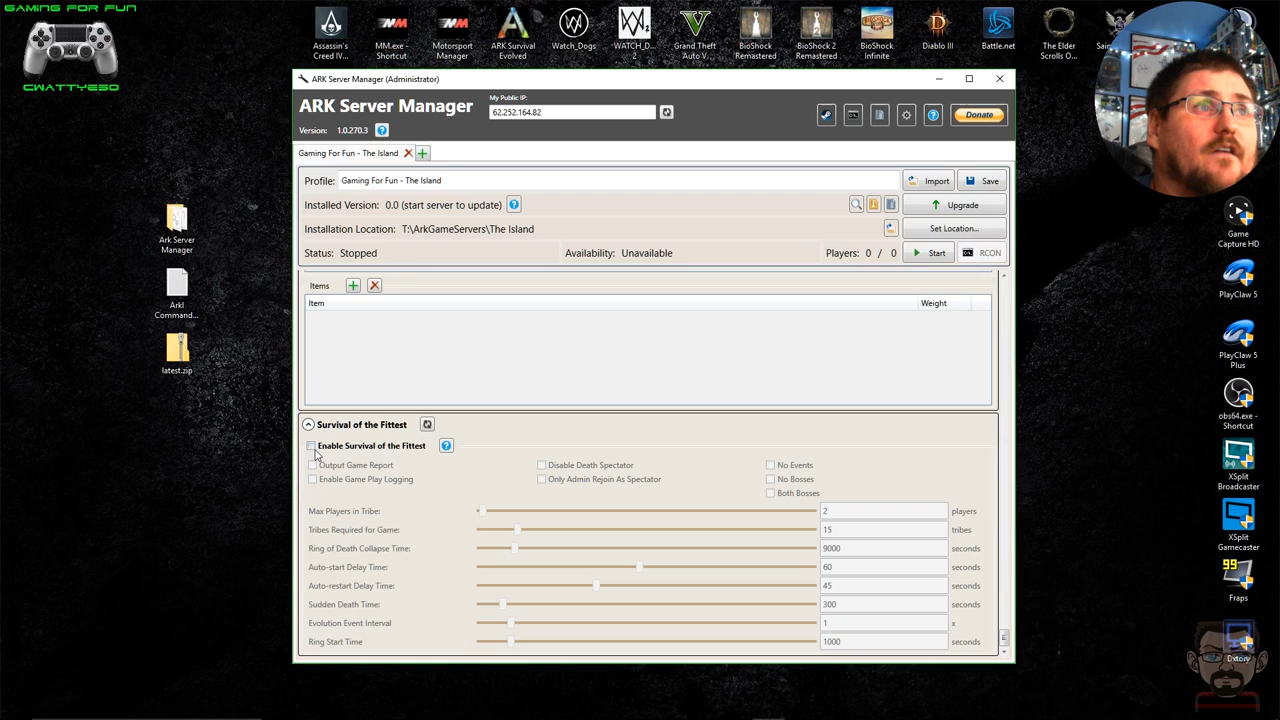 GAMING FOR FUN
CWATTY550
Assassin's Creed IV...
MM.exe - Shortcut
Motorsport Manager
ARK Survival Evolved
Watch_Dogs
WATCH_D... 2
Grand Theft Auto V
BioShock Remastered
BioShock 2 Remastered
BioShock Infinite
Diablo III
Battle.net
The Elder Scrolls O...
ARK Server Manager (Administrator)
ARK Server Manager
My Public IP:
62.252.164.82
Donate
Version: 1.0.270.3
Gaming For Fun - The Island
Profile: Gaming For Fun - The Island
Import
Save
Installed Version: 0.0 (start server to update)
Upgrade
Installation Location: T:\ArkGameServers\The Island
Set Location...
Status: Stopped
Availability: Unavailable
Players: 0 / 0
Start
RCON
Items
Item
Weight
Survival of the Fittest
Enable Survival of the Fittest
Output Game Report
Disable Death Spectator
No Events
Enable Game Play Logging
Only Admin Rejoin As Spectator
No Bosses
Both Bosses
Max Players in Tribe: 2 players
Tribes Required for Game: 15 tribes
Ring of Death Collapse Time: 9000 seconds
Auto-start Delay Time: 60 seconds
Auto-restart Delay Time: 45 seconds
Sudden Death Time: 300 seconds
Evolution Event Interval 1 x
Ring Start Time 1000 seconds
Ark Server Manager
ArkI Command...
latest.zip
Game Capture HD
PlayClaw 5
PlayClaw 5 Plus
obs64.exe - Shortcut
XSplit Broadcaster
XSplit Gamecaster
99
Fraps
Dxtory